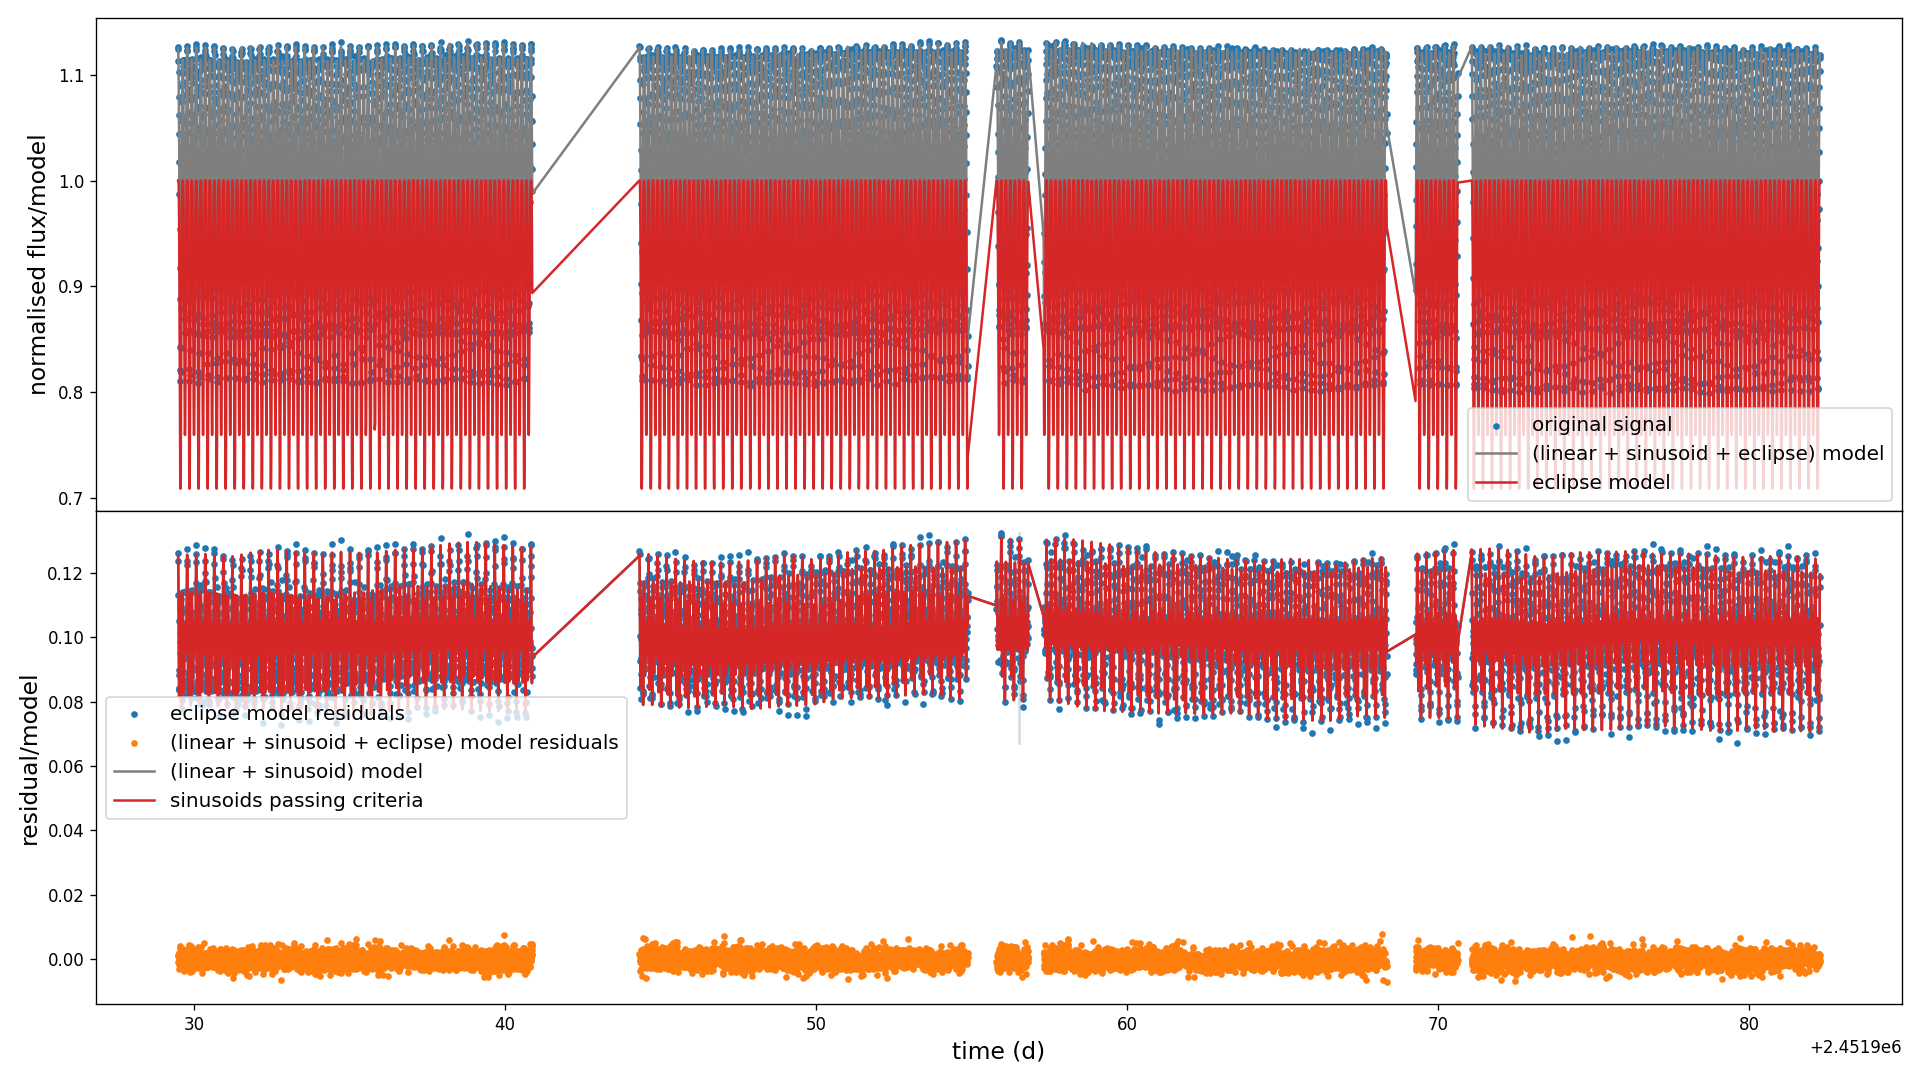 normalised flux/model
1.1
1.0
0.9
0.8
0.7
original signal
(linear + sinusoid + eclipse) model
eclipse model
residual/model
0.12
0.10
0.08
0.06
0.04
0.02
0.00
eclipse model residuals
(linear + sinusoid + eclipse) model residuals
(linear + sinusoid) model
sinusoids passing criteria
30 40 50 60 70 80
time (d)
+2.4519e6